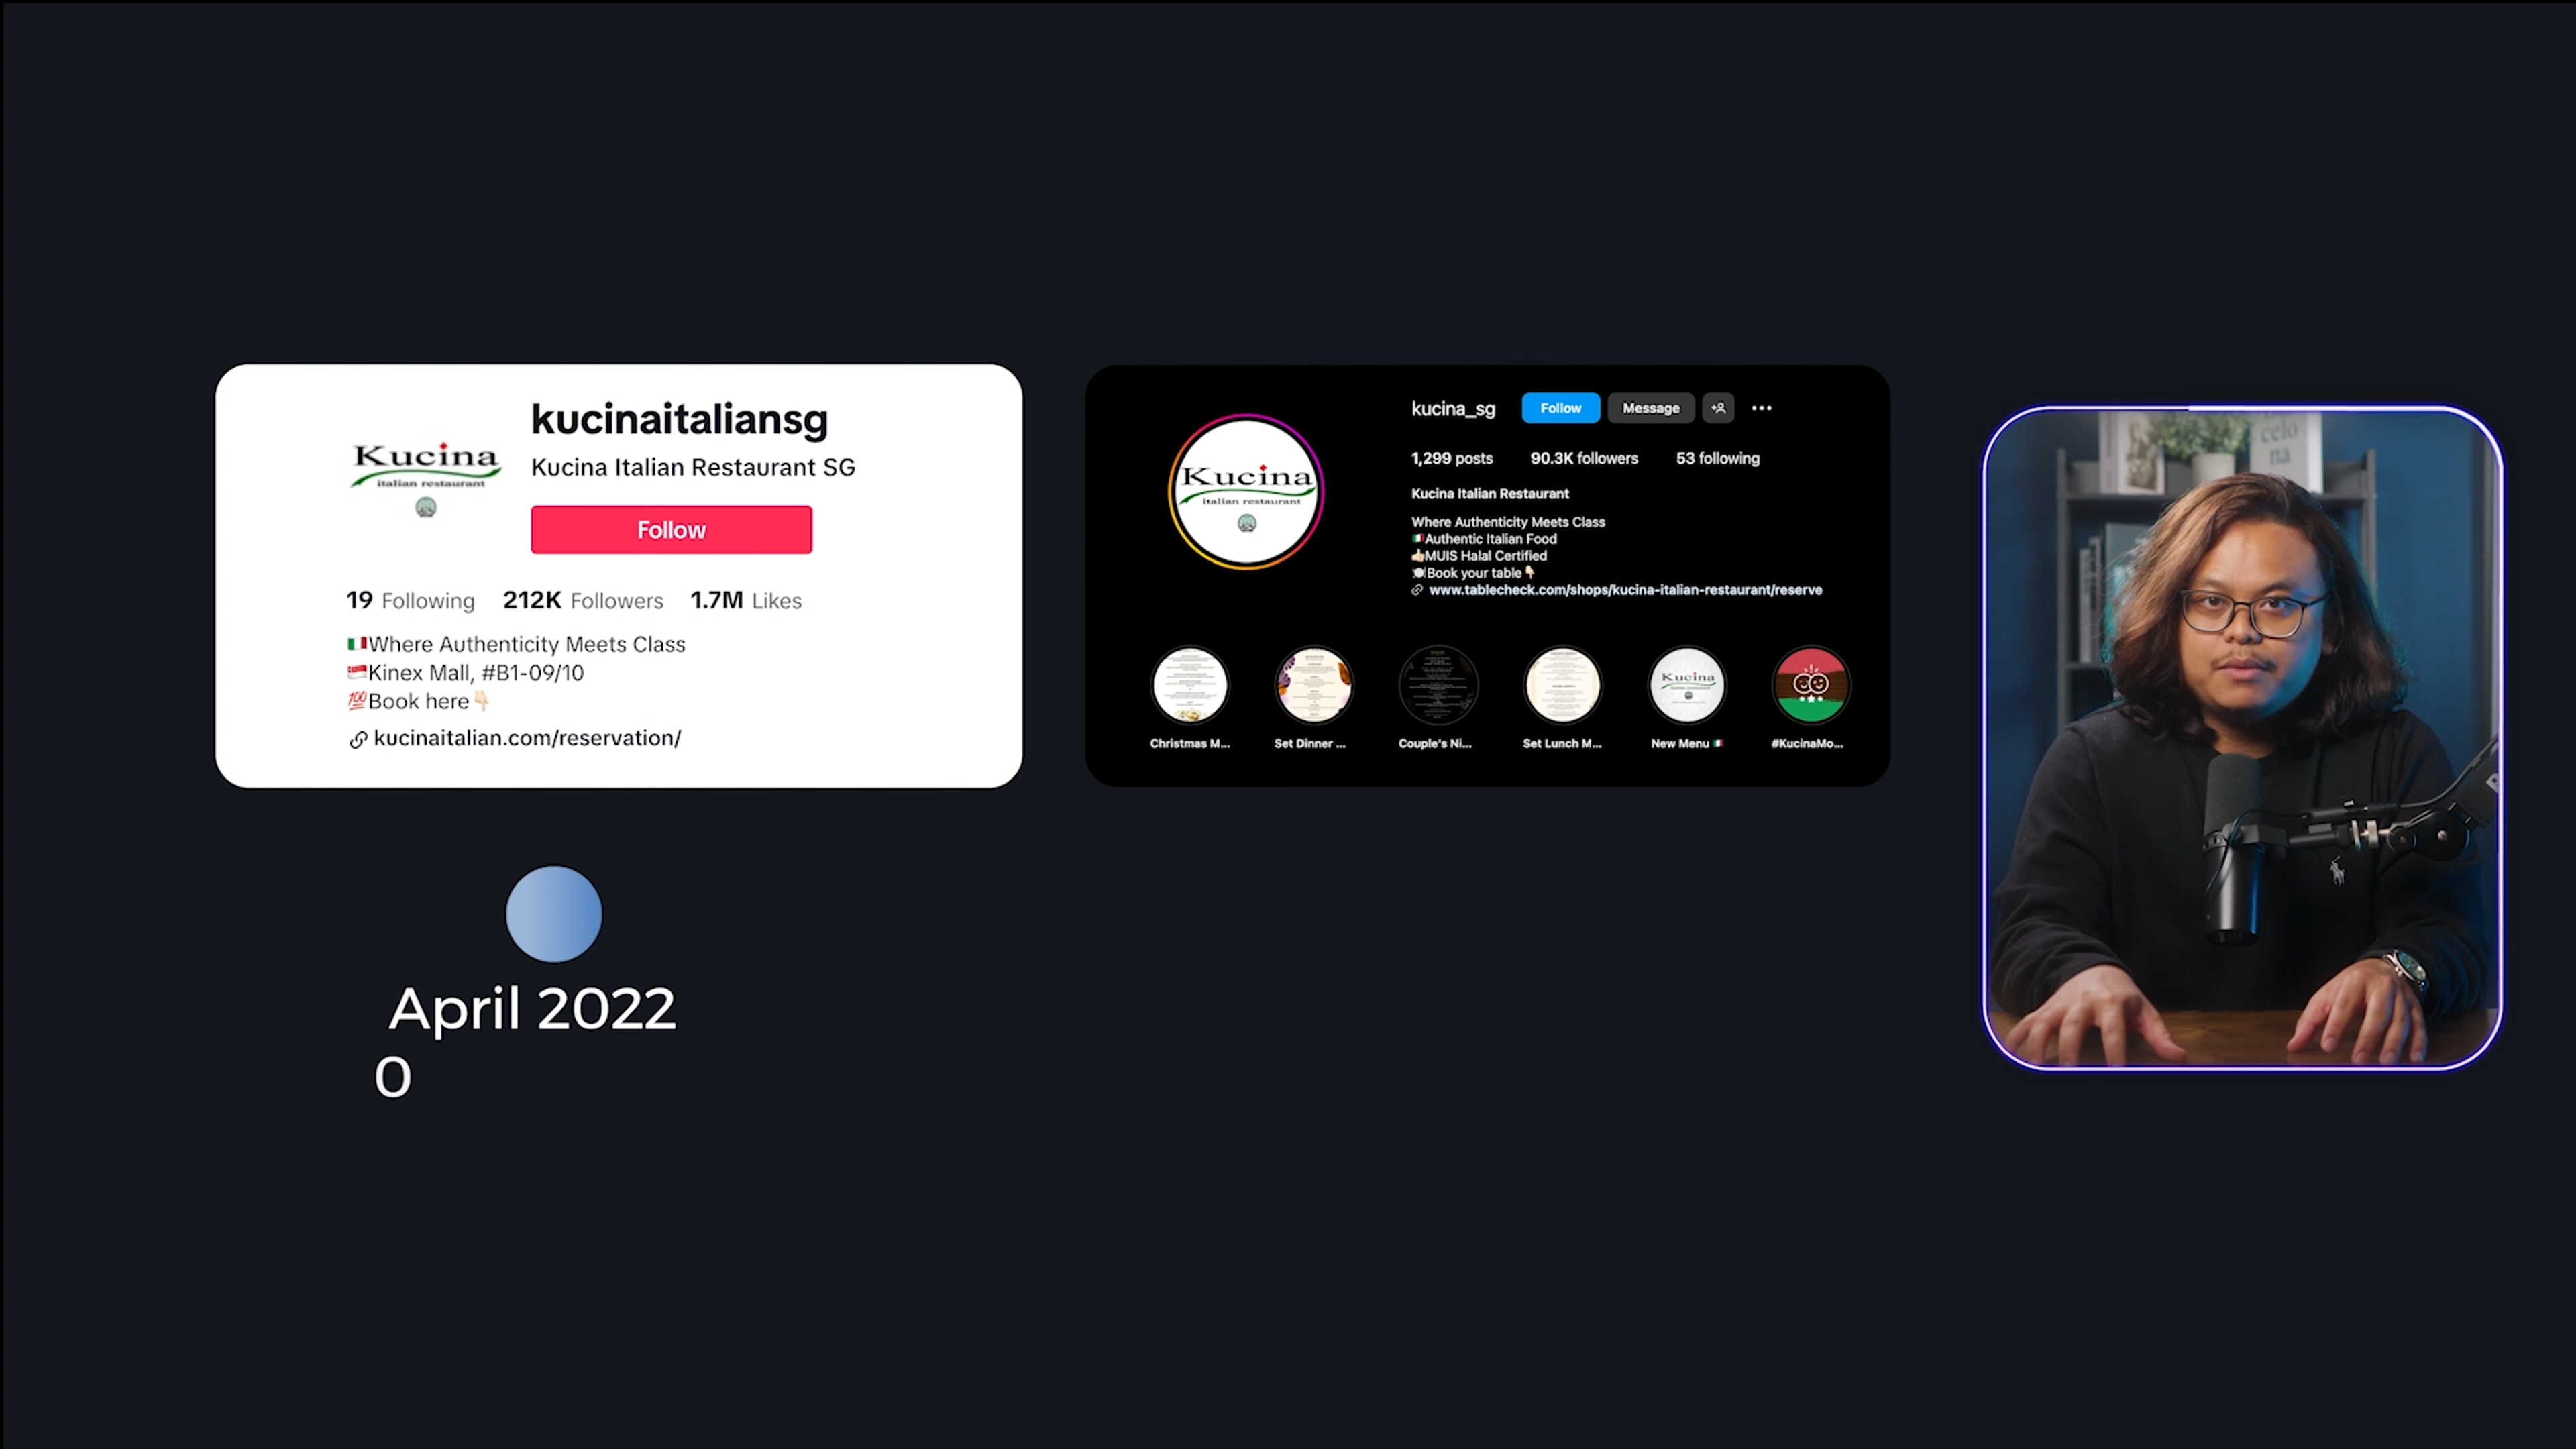 kucinaitaliansg
Kucina Italian Restaurant SG
Kucina
italian restaurant
Follow
19 Following 212K Followers 1.7M Likes
🇮🇹Where Authenticity Meets Class
🇸🇬Kinex Mall, #B1-09/10
💯Book here👇🏻
kucinaitalian.com/reservation/
kucina_sg Follow Message •••
1,299 posts 90.3K followers 53 following
Kucina
italian restaurant
Kucina Italian Restaurant
Where Authenticity Meets Class
🇮🇹Authentic Italian Food
👍🏻MUIS Halal Certified
🍽️Book your table👇🏻
www.tablecheck.com/shops/kucina-italian-restaurant/reserve
Kucina
Christmas M... Set Dinner ... Couple's Ni... Set Lunch M... New Menu 🇮🇹 #KucinaMo...
celo
na
April 2022
0